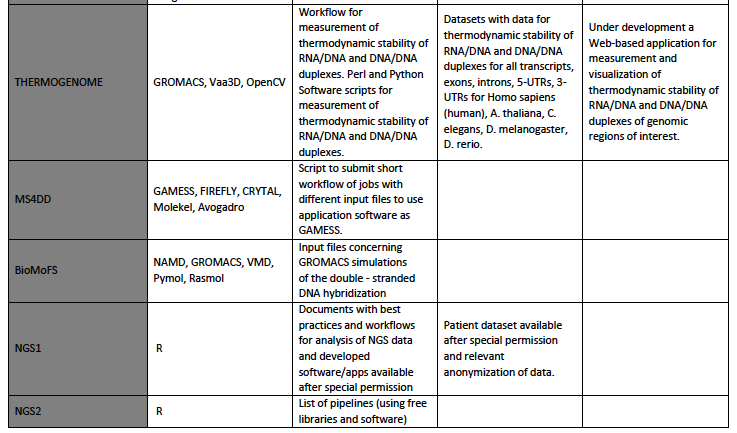 THERMOGENOME
GROMACS, Vaa3D, OpenCV
Workflow for
measurement of
thermodynamic stability of
RNA/DNA and DNA/DNA
duplexes. Perl and Python
Software scripts for
measurement of
thermodynamic stability of
RNA/DNA and DNA/DNA
duplexes.
Datasets with data for
thermodynamic stability of
RNA/DNA and DNA/DNA
duplexes for all transcripts,
exons, introns, 5-UTRs, 3-
UTRs for Homo sapiens
(human), A. thaliana, C.
elegans, D. melanogaster,
D. rerio.
Under development a
Web-based application for
measurement and
visualization of
thermodynamic stability of
RNA/DNA and DNA/DNA
duplexes of genomic
regions of interest.
MS4DD
GAMESS, FIREFLY, CRYTAL,
Molekel, Avogadro
Script to submit short
workflow of jobs with
different input files to use
application software as
GAMESS.
BioMoFS
NAMD, GROMACS, VMD,
Pymol, Rasmol
Input files concerning
GROMACS simulations
of the double - stranded
DNA hybridization
NGS1
R
Documents with best
practices and workflows
for analysis of NGS data
and developed
software/apps available
after special permission
Patient dataset available
after special permission
and relevant
anonymization of data.
NGS2
R
List of pipelines (using free
libraries and software)